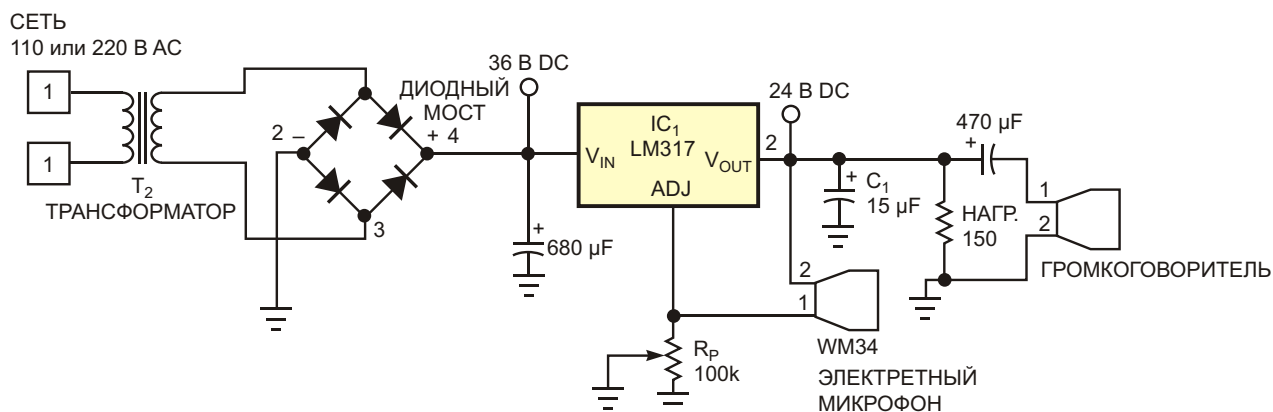 СЕТЬ
110 или 220 В AC
1
1
T2
ТРАНСФОРМАТОР
2
–
ДИОДНЫЙ
МОСТ
+ 4
3
36 В DC
+
680 µF
IC1
LM317
VIN
VOUT
ADJ
2
24 В DC
+
C1
15 µF
470 µF
+
НАГР.
150
1
2
ГРОМКОГОВОРИТЕЛЬ
2
1
WM34
ЭЛЕКТРЕТНЫЙ
МИКРОФОН
RP
100k